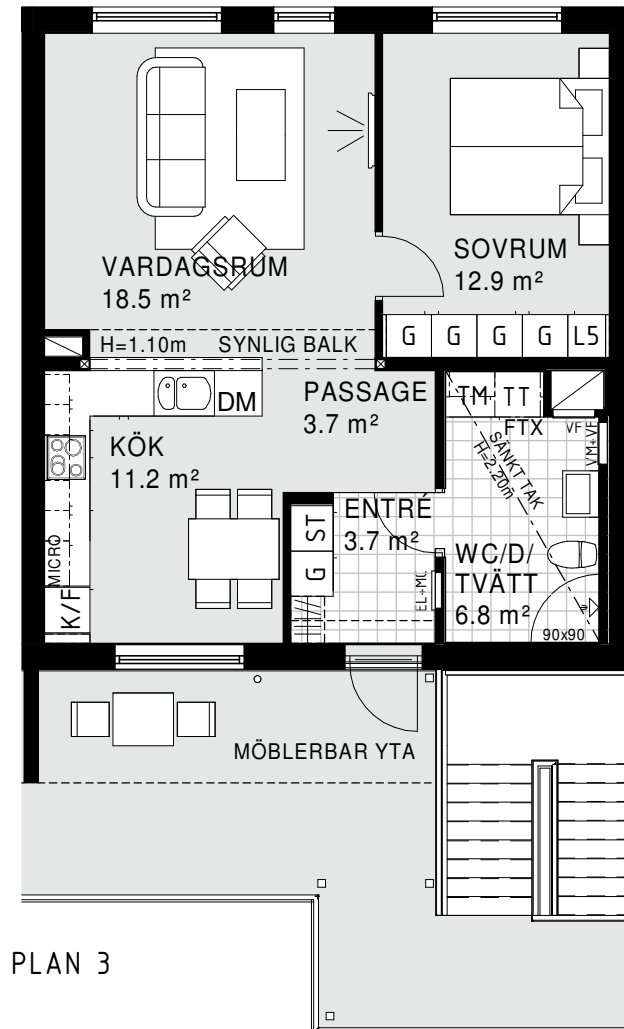 VARDAGSRUM
18.5 m²
SOVRUM
12.9 m²
G G G G L5
H=1.10m SYNLIG BALK
DM
PASSAGE
3.7 m²
TM TT
FTX VF
VM+VF
SÄNKT TAK
H=2.20m
KÖK
11.2 m²
MICRO
K/F
ENTRÉ
3.7 m²
ST
G
WC/D/
TVÄTT
6.8 m²
90x90
MÖBLERBAR YTA
PLAN 3